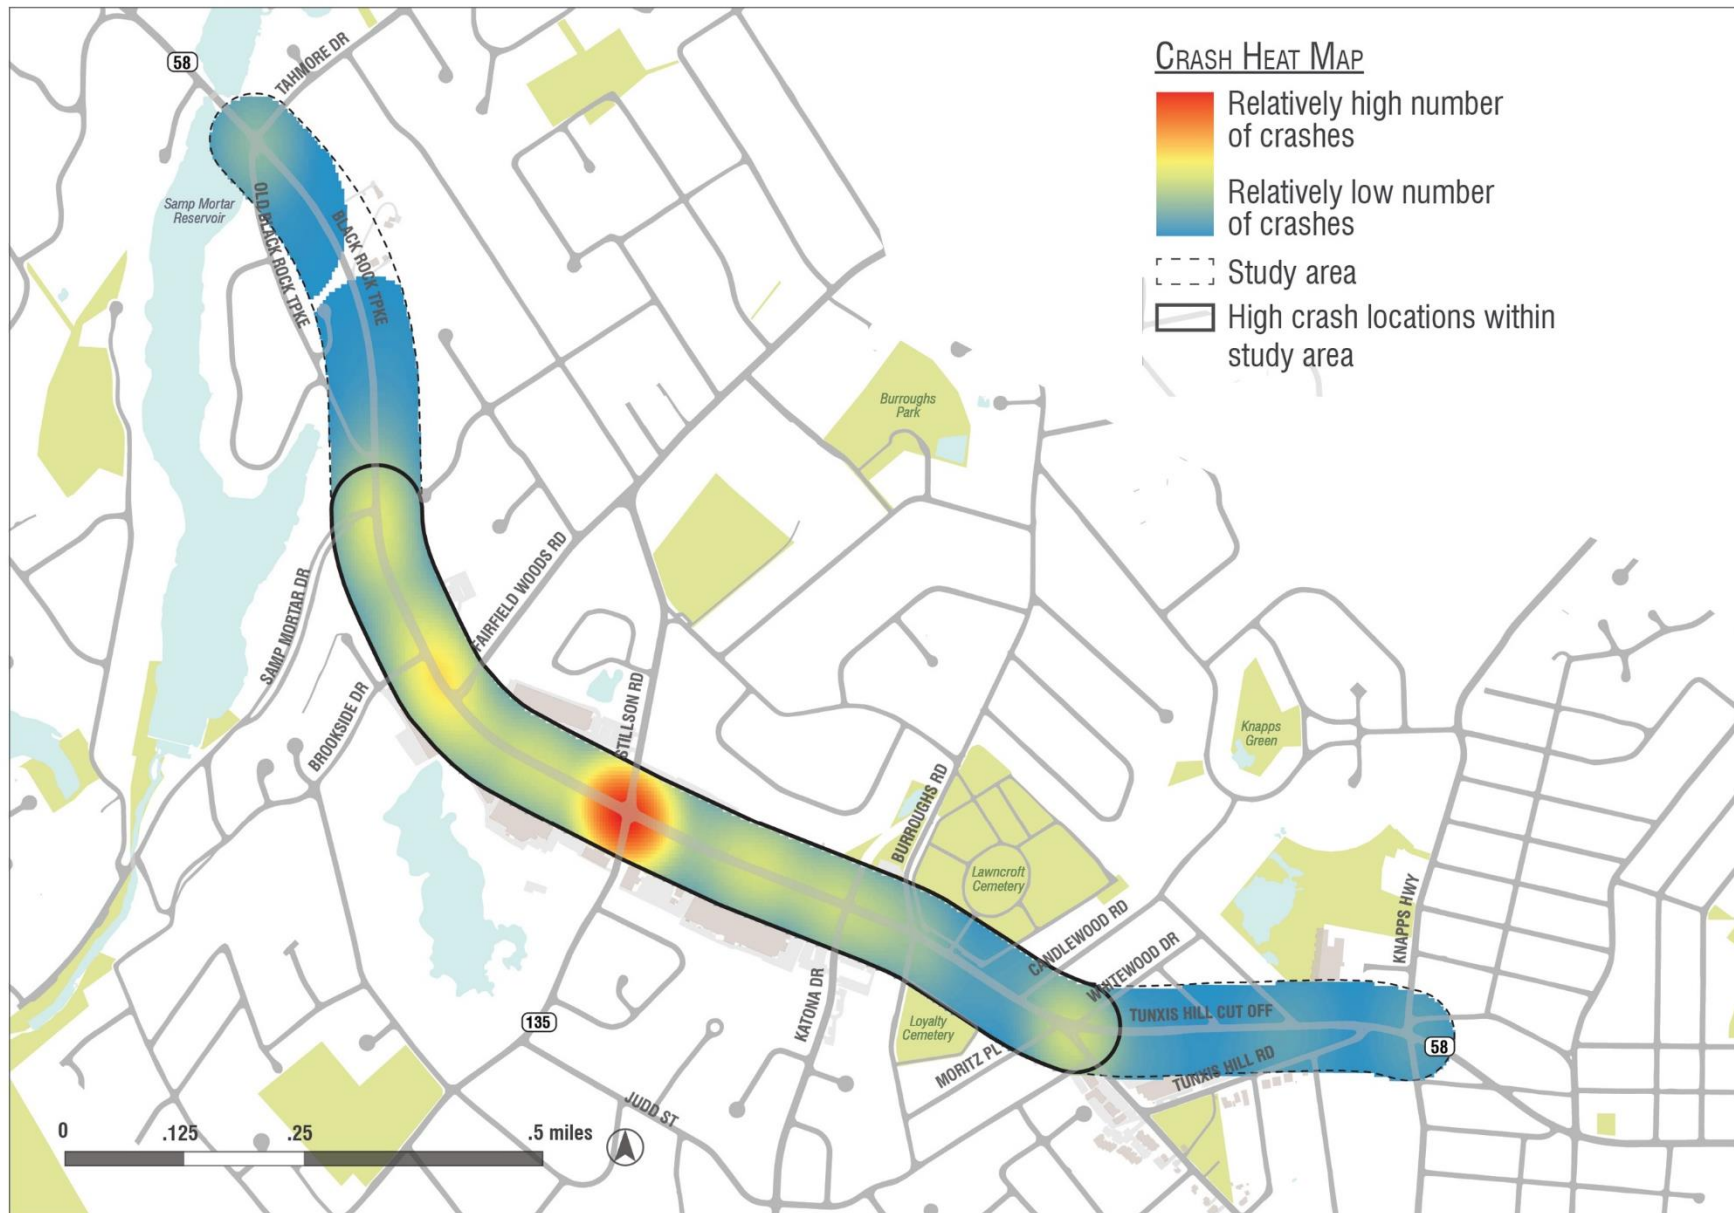 CRASH HEAT MAP
Relatively high number
of crashes
Relatively low number
of crashes
Study area
High crash locations within
study area
58
TAHMORE DR
Samp Mortar
Reservoir
OLD BLACK ROCK TPKE
BLACK ROCK TPKE
Burroughs
Park
SAMP MORTAR DR
FAIRFIELD WOODS RD
BROOKSIDE DR
STILLSON RD
Knapps
Green
BURROUGHS RD
Lawncroft
Cemetery
CANDLEWOOD RD
WHITEWOOD DR
KNAPPS HWY
KATONA DR
Loyalty
Cemetery
MORITZ PL
TUNXIS HILL CUT OFF
TUNXIS HILL RD
58
135
JUDD ST
0 .125 .25 .5 miles